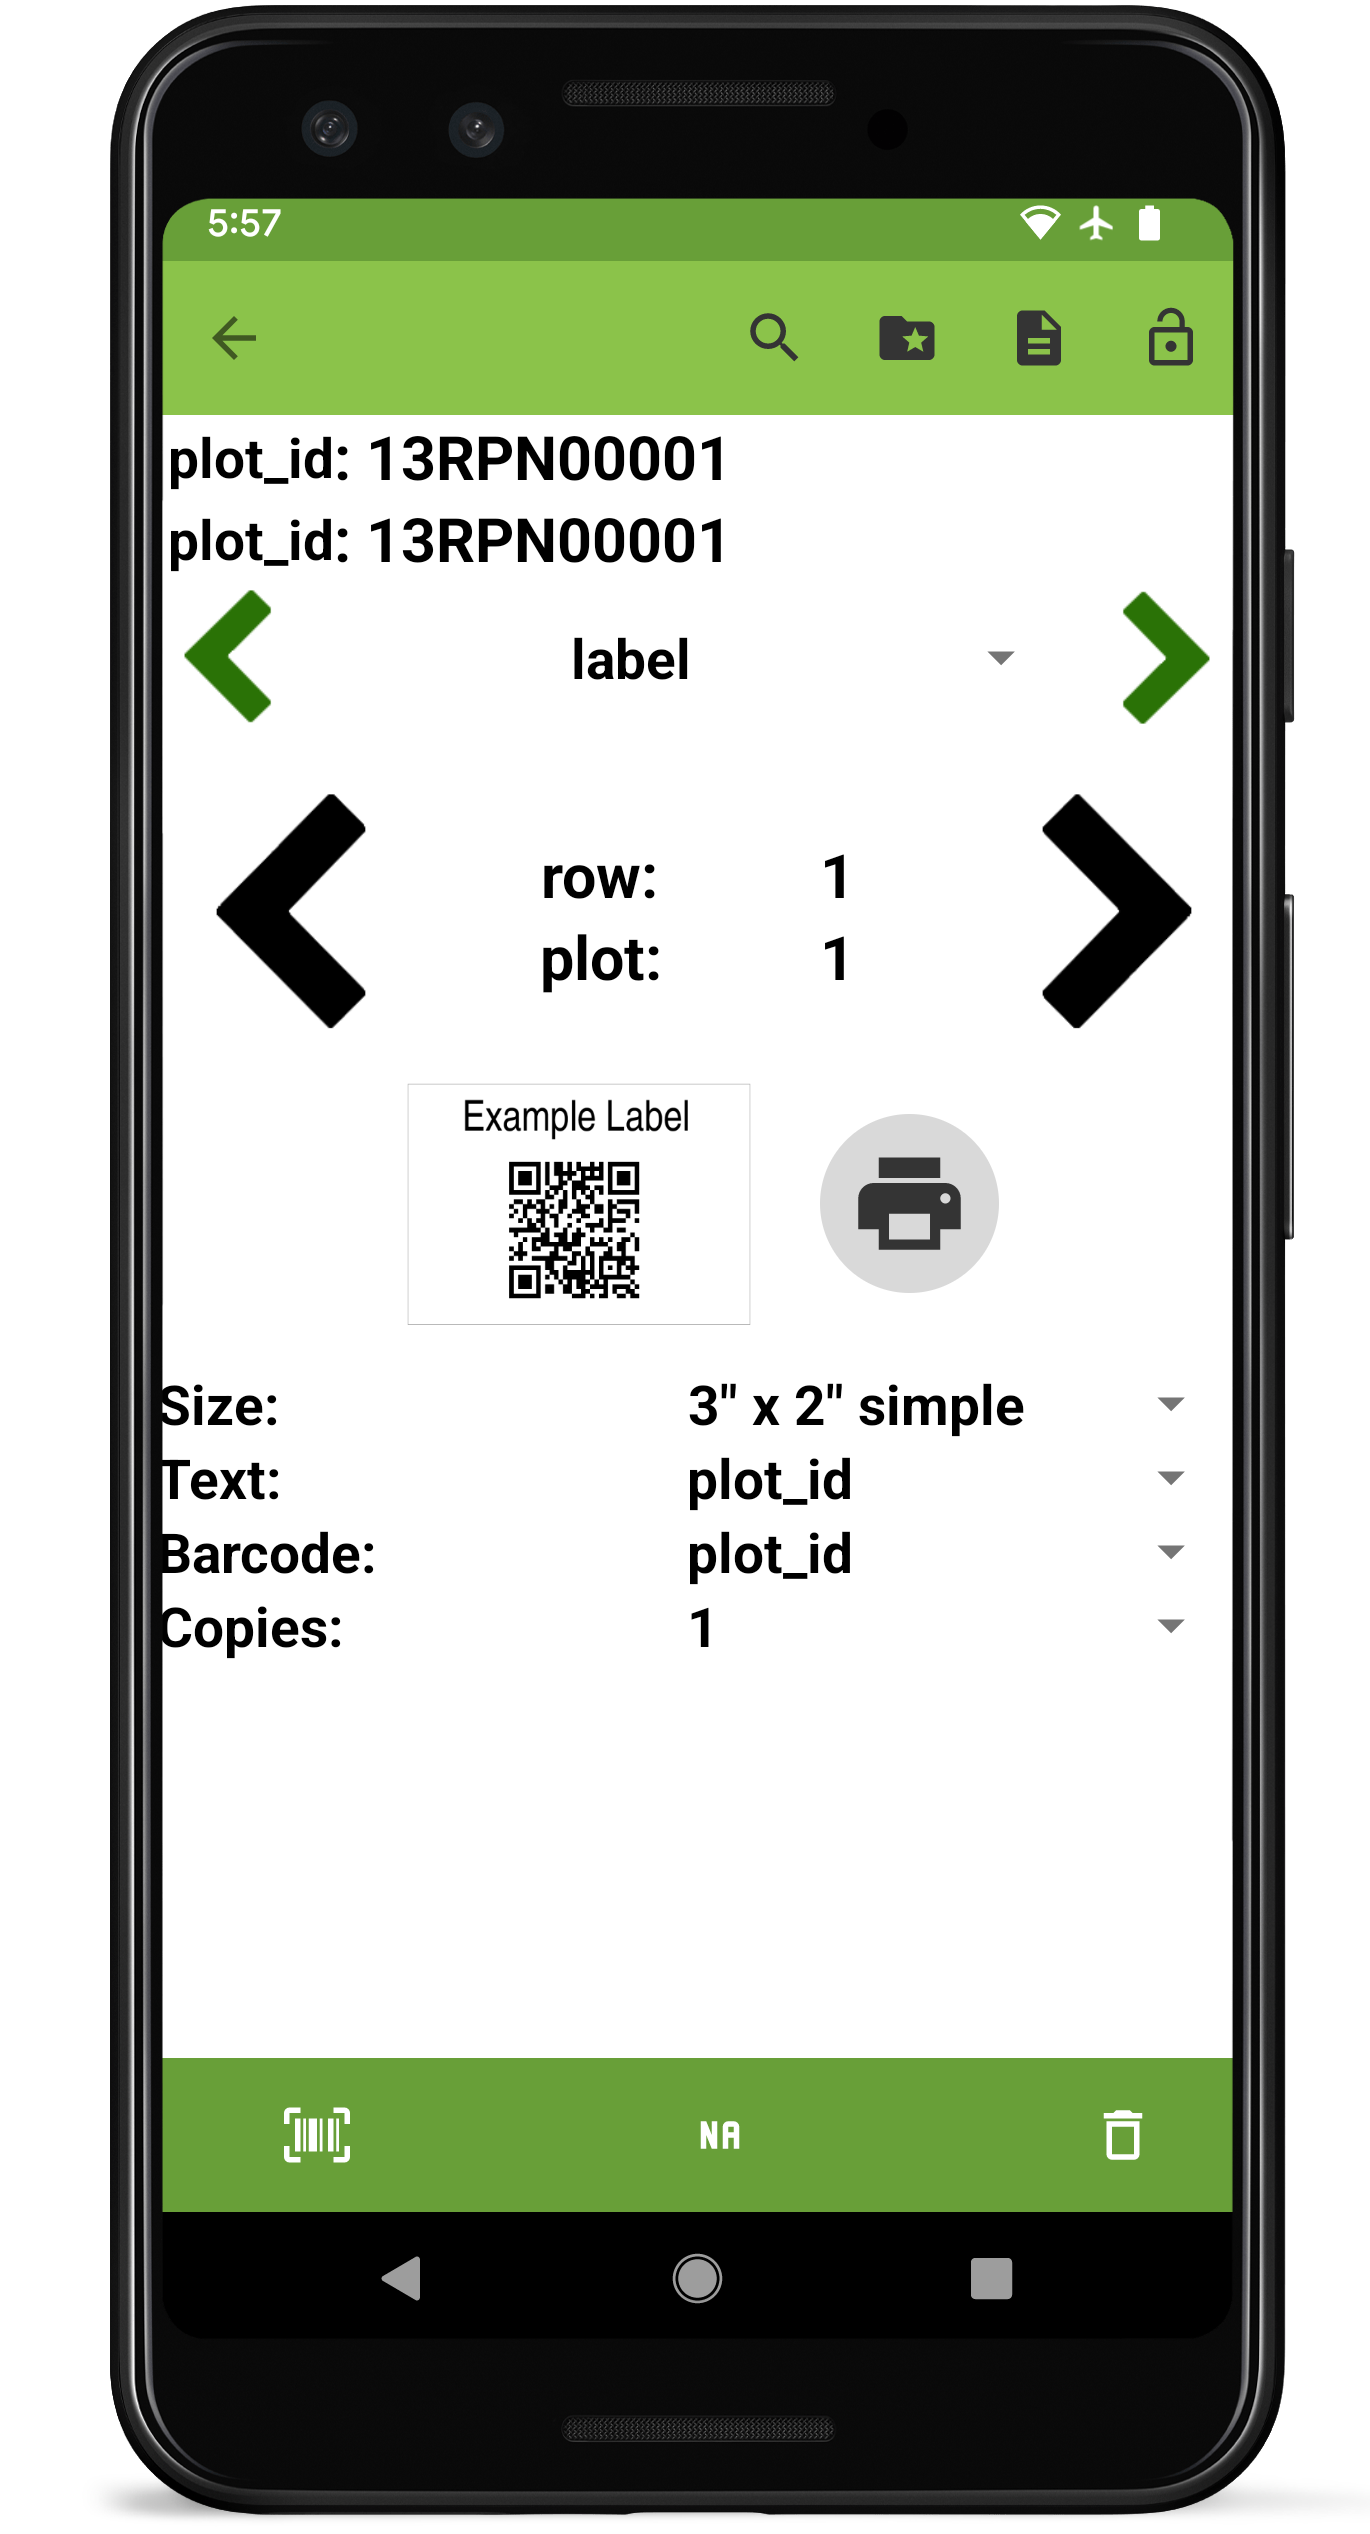 5:57
plot_id: 13RPN00001
plot_id: 13RPN00001
label
row: 1
plot: 1
Example Label
Size: 3" x 2" simple
Text: plot_id
Barcode: plot_id
Copies: 1
NA